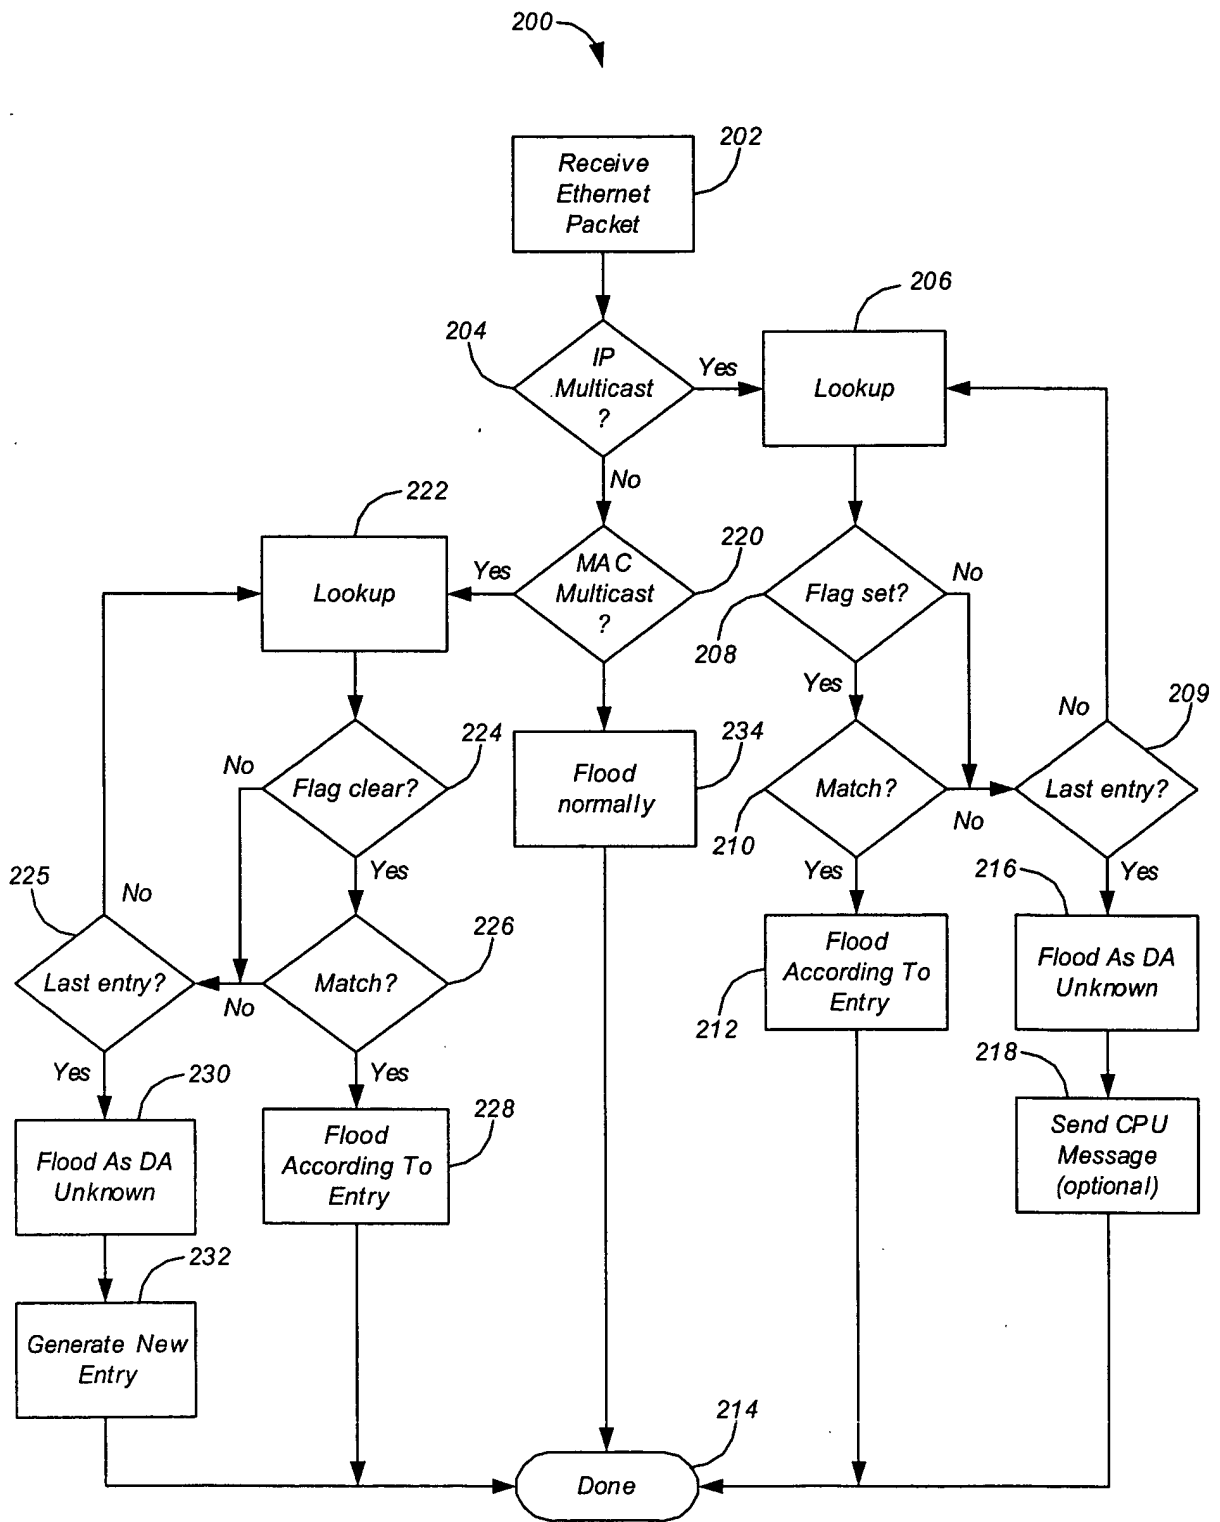 200
202
Receive
Ethernet
Packet
206
204
IP
Multicast
?
Yes
Lookup
No
222
220
Lookup
Yes
MAC
Multicast
?
Flag set?
No
208
Yes
209
No
224
234
No
Flag clear?
Flood
normally
Match?
Last entry?
No
210
Yes
Yes
225
No
Yes
216
226
Last entry?
No
Match?
Flood
According To
Entry
212
Flood As DA
Unknown
Yes
230
Yes
228
218
Flood As DA
Unknown
Flood
According To
Entry
Send CPU
Message
(optional)
232
Generate New
Entry
214
Done